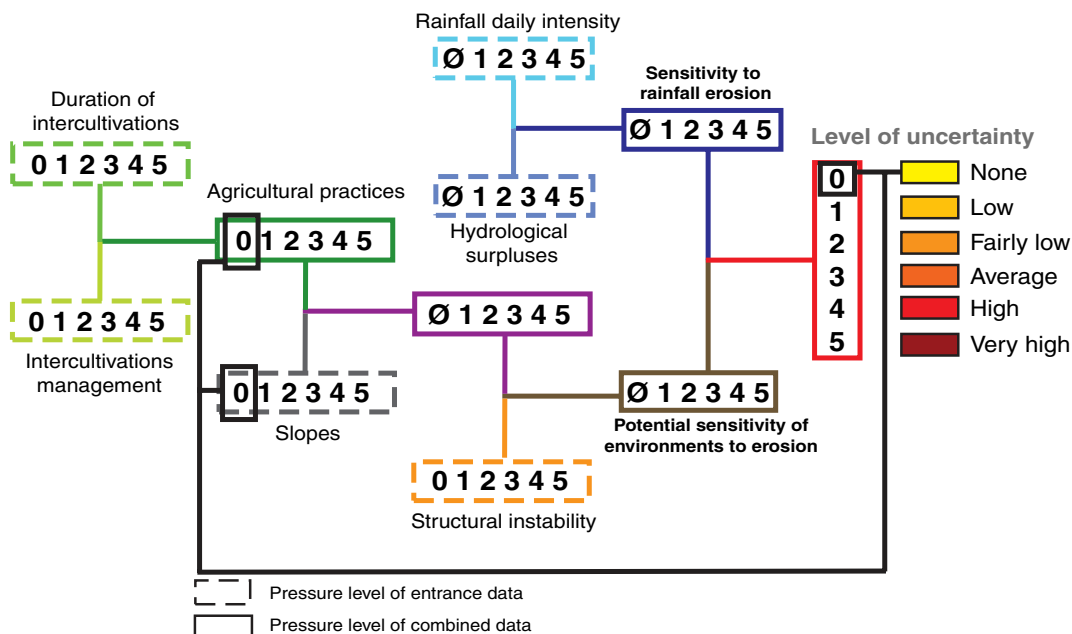 Rainfall daily intensity
Ø 1 2 3 4 5
Sensitivity to
rainfall erosion
Ø 1 2 3 4 5
Duration of
intercultivations
0 1 2 3 4 5
Level of uncertainty
0
1
2
3
4
5
None
Low
Fairly low
Average
High
Very high
Agricultural practices
0 1 2 3 4 5
Ø 1 2 3 4 5
Hydrological
surpluses
0 1 2 3 4 5
Intercultivations
management
Ø 1 2 3 4 5
0 1 2 3 4 5
Slopes
Ø 1 2 3 4 5
Potential sensitivity of
environments to erosion
0 1 2 3 4 5
Structural instability
Pressure level of entrance data
Pressure level of combined data